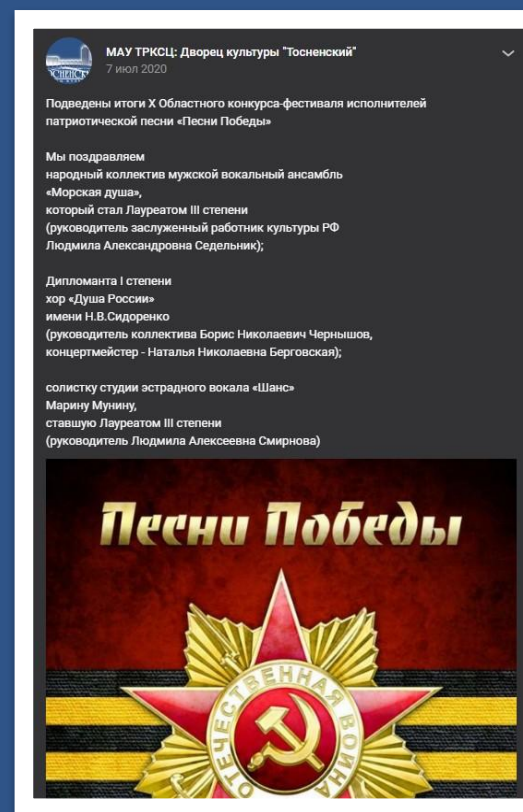 МАУ ТРКСЦ: Дворец культуры "Тосненский"
7 июл 2020
Подведены итоги X Областного конкурса-фестиваля исполнителей
патриотической песни «Песни Победы»
Мы поздравляем
народный коллектив мужской вокальный ансамбль
«Морская душа»,
который стал Лауреатом III степени
(руководитель заслуженный работник культуры РФ
Людмила Александровна Седельник);
Дипломанта I степени
хор «Душа России»
имени Н.В.Сидоренко
(руководитель коллектива Борис Николаевич Чернышов,
концертмейстер - Наталья Николаевна Берговская);
солистку студии эстрадного вокала «Шанс»
Марину Мунину,
ставшую Лауреатом III степени
(руководитель Людмила Алексеевна Смирнова)
Песни Победы
ОТЕЧЕСТВЕННАЯ ВОЙНА